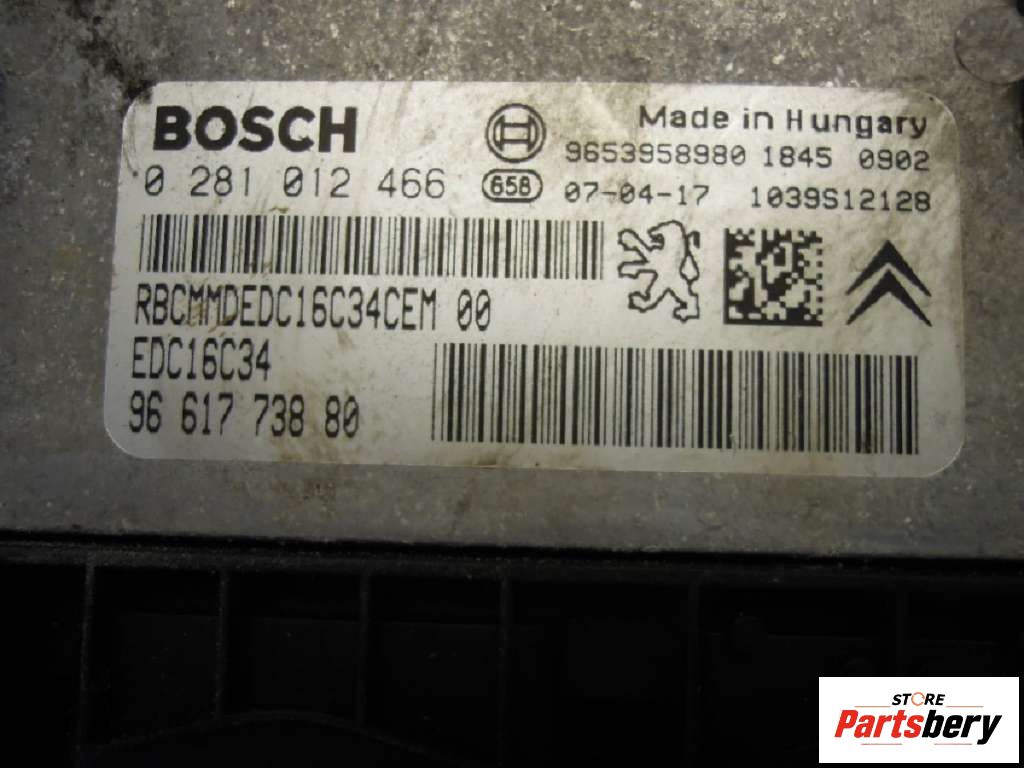 BOSCH
0 281 012 466
658
Made in Hungary
9653958980 1845 0902
07-04-17 1039S12128
RBCMMDEDC16C34CEM 00
EDC16C34
96 617 738 80
STORE
Partsbery